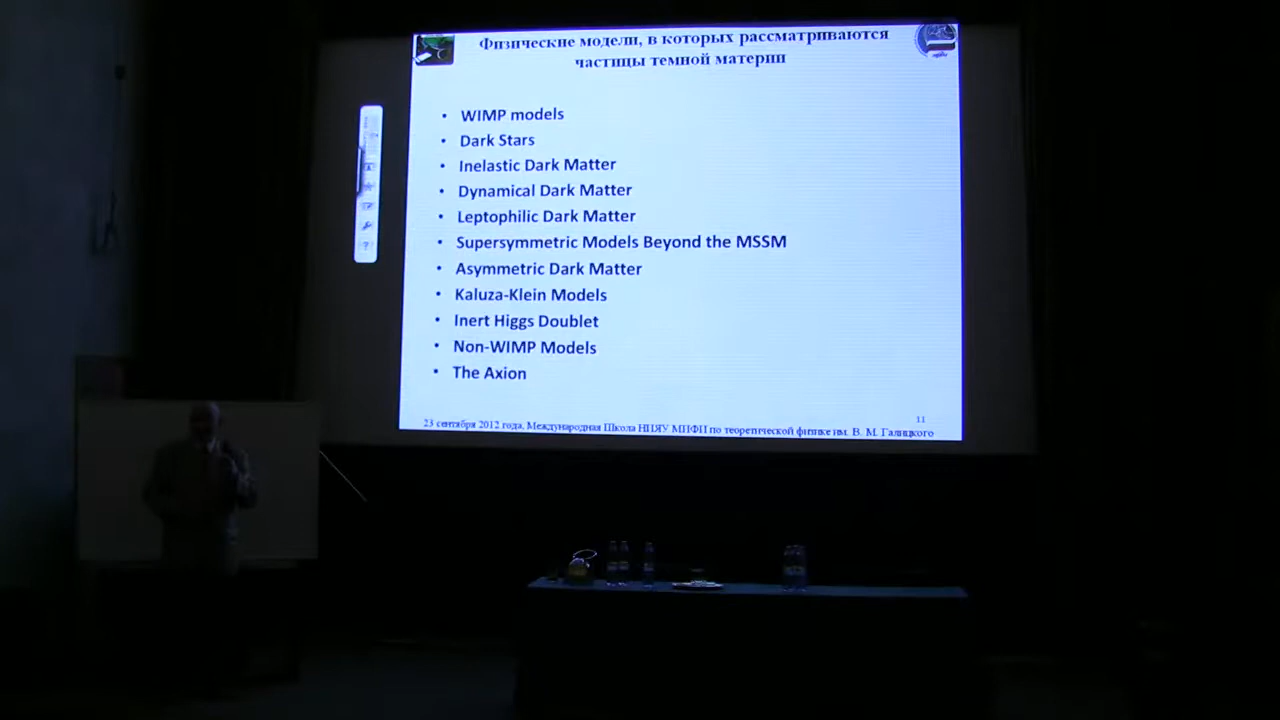 Физические модели, в которых рассматриваются
частицы темной материи
• WIMP models
• Dark Stars
• Inelastic Dark Matter
• Dynamical Dark Matter
• Leptophilic Dark Matter
• Supersymmetric Models Beyond the MSSM
• Asymmetric Dark Matter
• Kaluza-Klein Models
• Inert Higgs Doublet
• Non-WIMP Models
• The Axion
11
23 сентября 2012 года, Международная Школа НИЯУ МИФИ по теоретической физике им. В. М. Галицкого